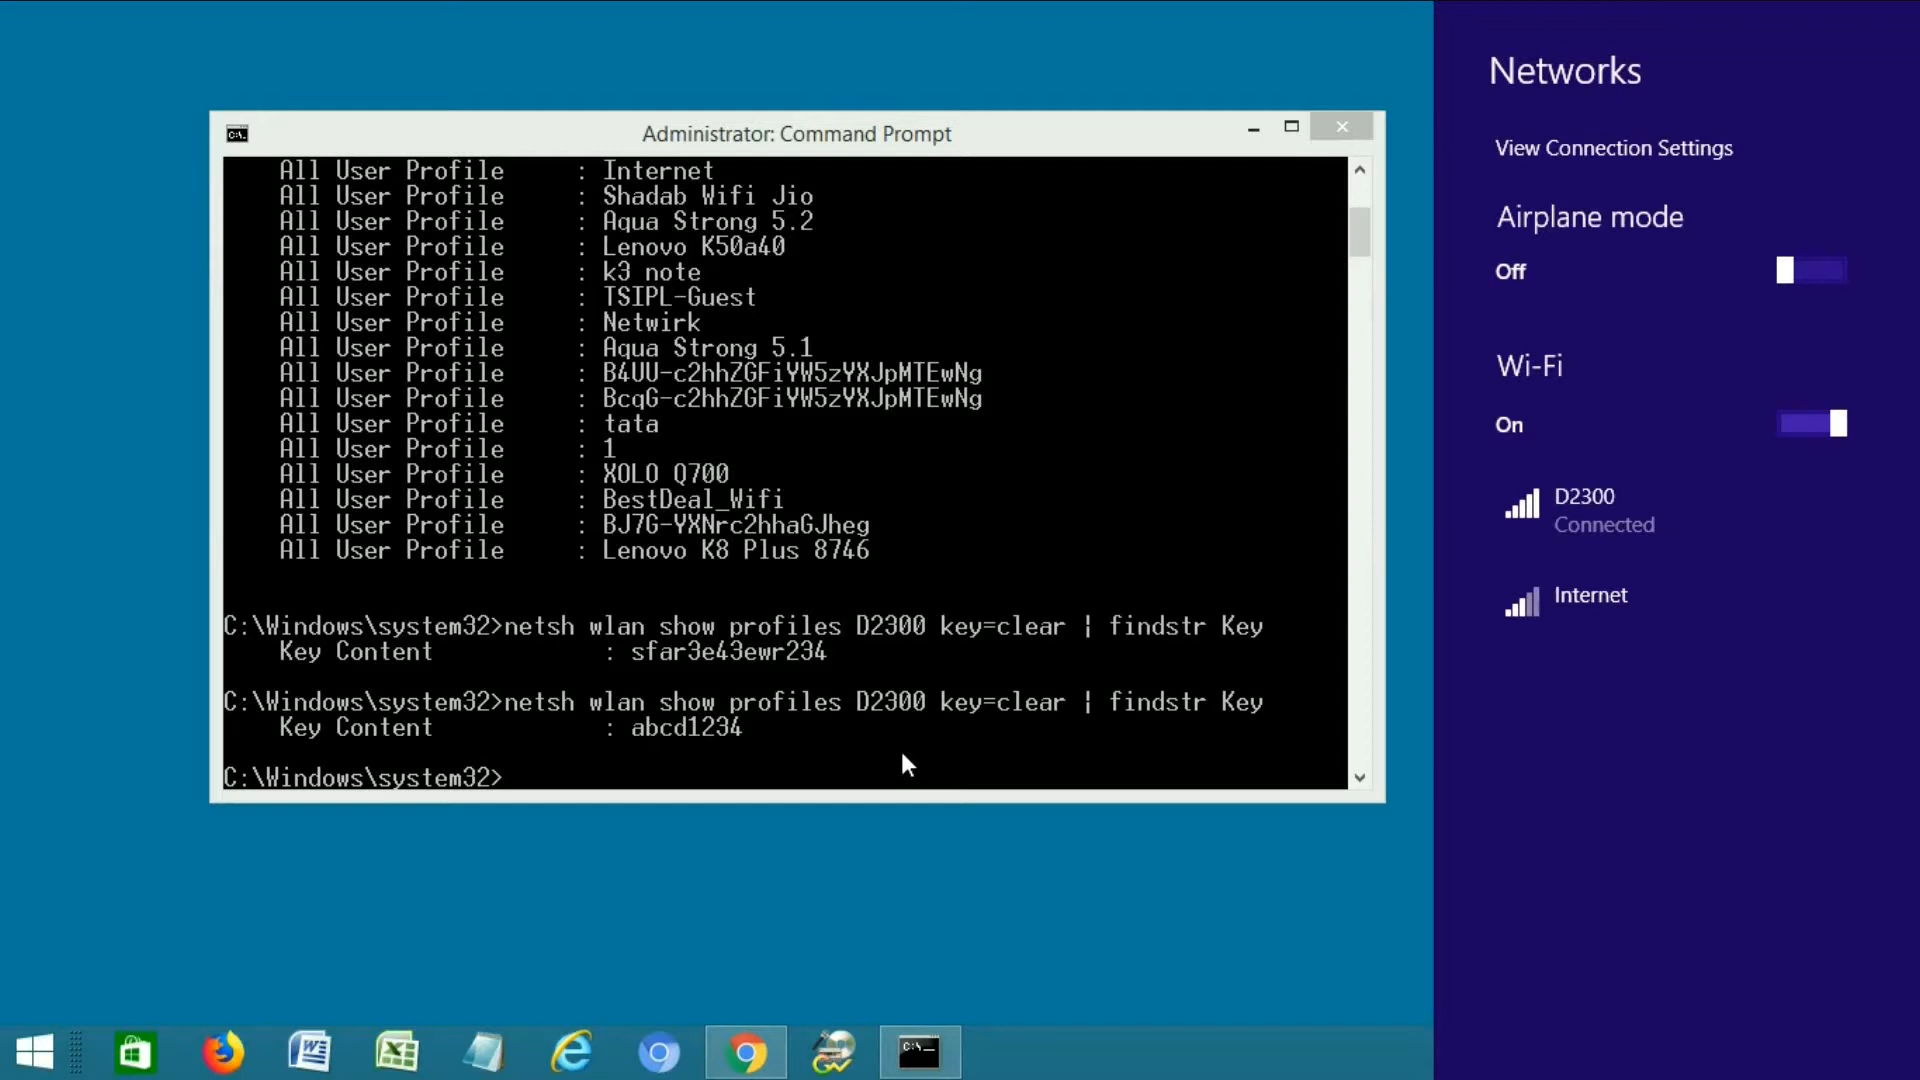 Administrator: Command Prompt
All User Profile : Internet
All User Profile : Shadab Wifi Jio
All User Profile : Aqua Strong 5.2
All User Profile : Lenovo K50a40
All User Profile : k3 note
All User Profile : TSIPL-Guest
All User Profile : Netwirk
All User Profile : Aqua Strong 5.1
All User Profile : B4UU-c2hhZGFiYW5zYXJpMTEwNg
All User Profile : BcqG-c2hhZGFiYW5zYXJpMTEwNg
All User Profile : tata
All User Profile : 1
All User Profile : XOLO Q700
All User Profile : BestDeal_Wifi
All User Profile : BJ7G-YXNrc2hhaGJheg
All User Profile : Lenovo K8 Plus 8746
C:\Windows\system32>netsh wlan show profiles D2300 key=clear | findstr Key
Key Content : sfar3e43ewr234
C:\Windows\system32>netsh wlan show profiles D2300 key=clear | findstr Key
Key Content : abcd1234
C:\Windows\system32>
Networks
View Connection Settings
Airplane mode
Off
Wi-Fi
On
D2300
Connected
Internet